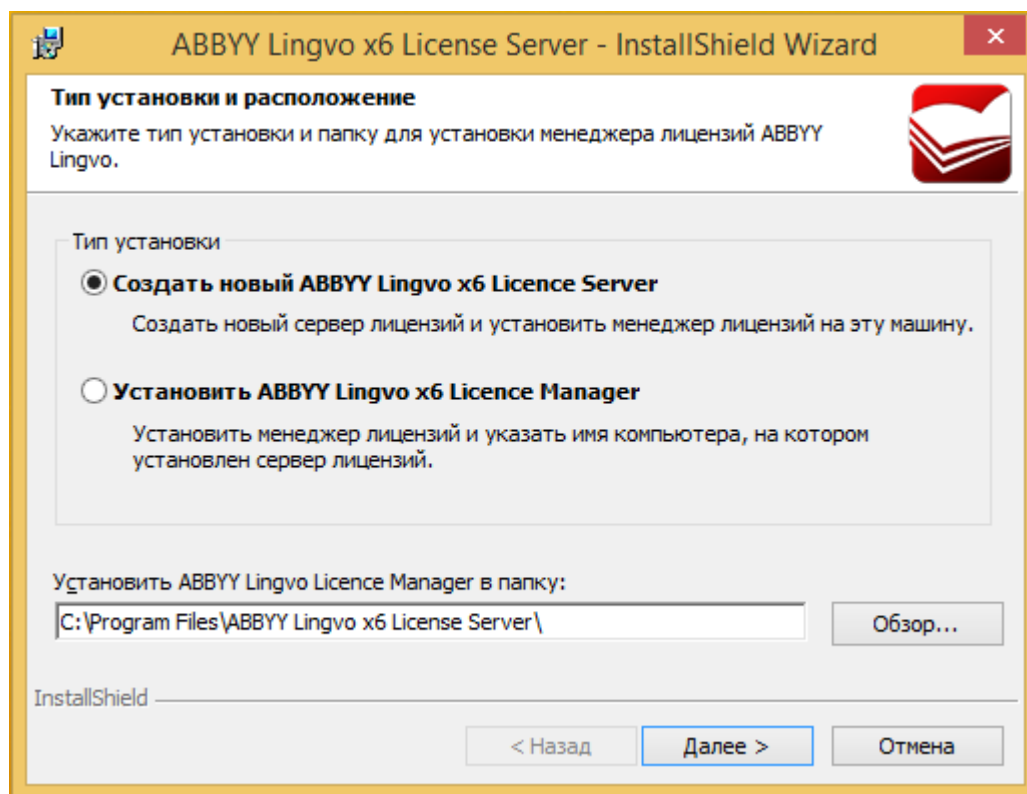 ABBYY Lingvo x6 License Server - InstallShield Wizard
Тип установки и расположение
Укажите тип установки и папку для установки менеджера лицензий ABBYY
Lingvo.
Тип установки
Создать новый ABBYY Lingvo x6 Licence Server
Создать новый сервер лицензий и установить менеджер лицензий на эту машину.
Установить ABBYY Lingvo x6 Licence Manager
Установить менеджер лицензий и указать имя компьютера, на котором
установлен сервер лицензий.
Установить ABBYY Lingvo Licence Manager в папку:
C:\Program Files\ABBYY Lingvo x6 License Server\
Обзор...
InstallShield
< Назад
Далее >
Отмена